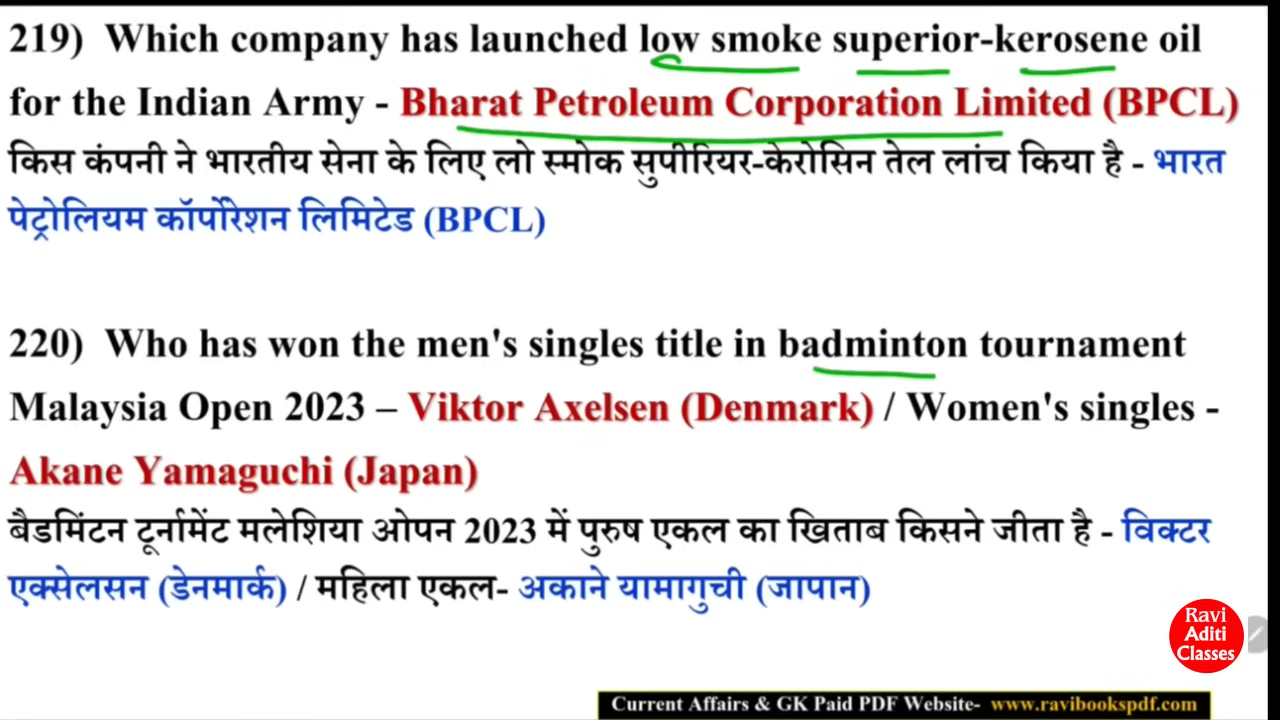 219) Which company has launched low smoke superior-kerosene oil
for the Indian Army - Bharat Petroleum Corporation Limited (BPCL)
किस कंपनी ने भारतीय सेना के लिए लो स्मोक सुपीरियर-केरोसिन तेल लांच किया है - भारत
पेट्रोलियम कॉर्पोरेशन लिमिटेड (BPCL)
220) Who has won the men's singles title in badminton tournament
Malaysia Open 2023 – Viktor Axelsen (Denmark) / Women's singles -
Akane Yamaguchi (Japan)
बैडमिंटन टूर्नामेंट मलेशिया ओपन 2023 में पुरुष एकल का खिताब किसने जीता है - विक्टर
एक्सेलसन (डेनमार्क) / महिला एकल- अकाने यामागुची (जापान)
Ravi
Aditi
Classes
Current Affairs & GK Paid PDF Website- www.ravibookspdf.com